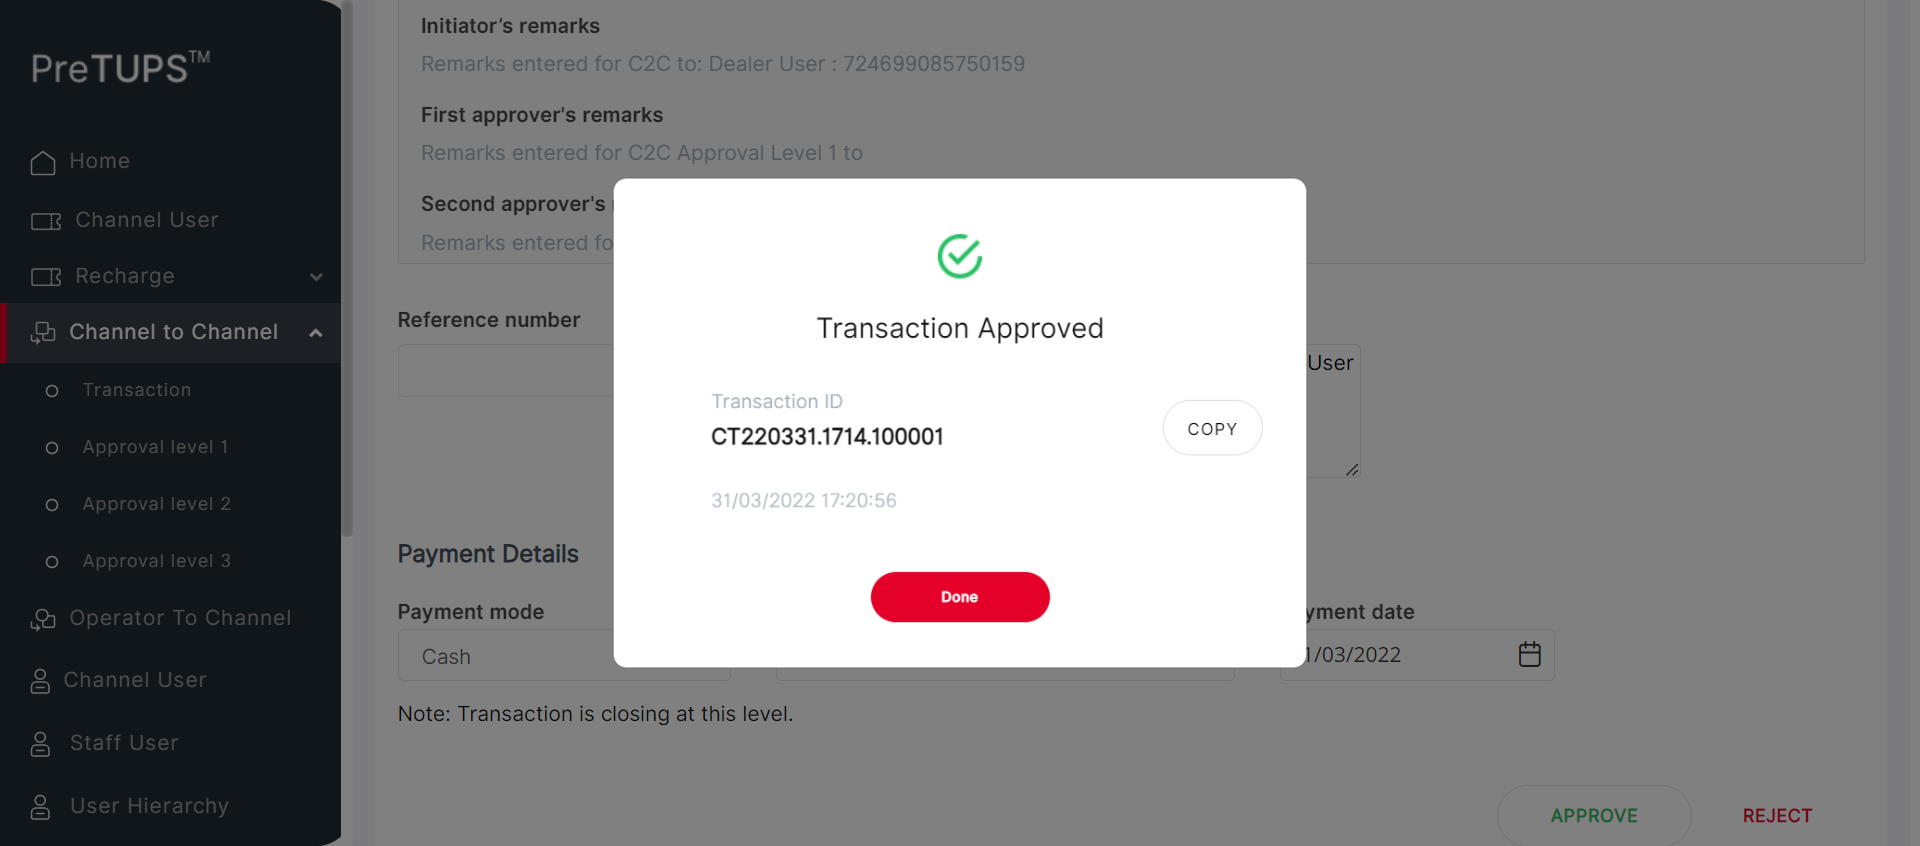 PreTUPS™
Home
Channel User
Recharge
Channel to Channel
Transaction
Approval level 1
Approval level 2
Approval level 3
Operator To Channel
Channel User
Staff User
User Hierarchy
Initiator’s remarks
Remarks entered for C2C to: Dealer User : 724699085750159
First approver's remarks
Remarks entered for C2C Approval Level 1 to
Second approver's
Remarks entered fo
Reference number
User
Transaction Approved
Transaction ID
CT220331.1714.100001
COPY
31/03/2022 17:20:56
Done
Payment Details
Payment mode
yment date
Cash
1/03/2022
Note: Transaction is closing at this level.
APPROVE
REJECT